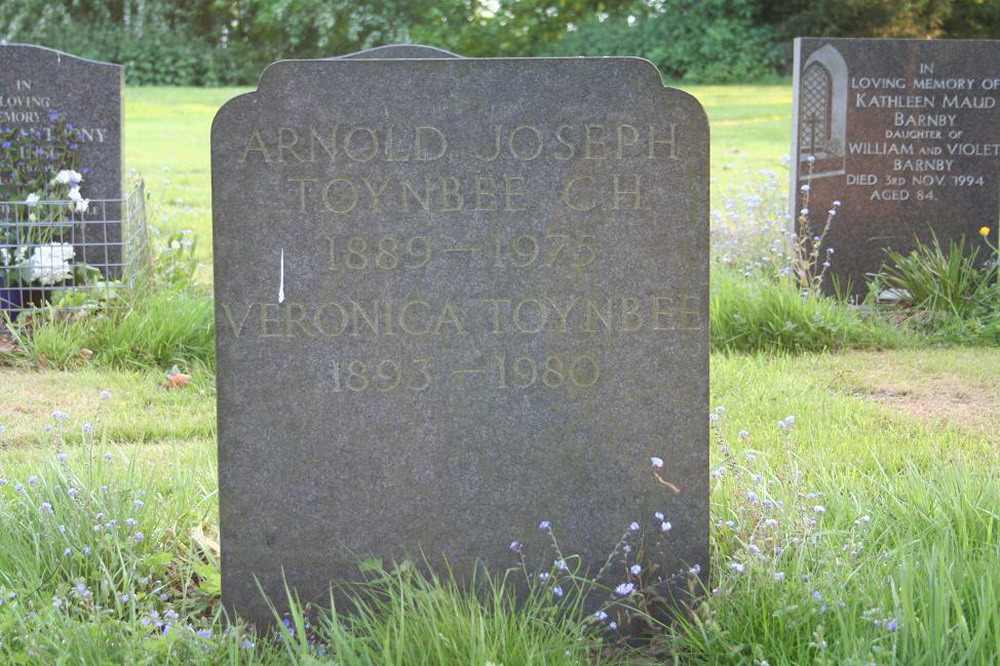 ARNOLD JOSEPH
TOYNBEE C.H.
1889 – 1975
VERONICA TOYNBEE
1893 – 1980
IN
LOVING MEMORY OF
KATHLEEN MAUD
BARNBY
DAUGHTER OF
WILLIAM AND VIOLET
BARNBY
DIED 3RD NOV. 1994
AGED 84.
IN
LOVING